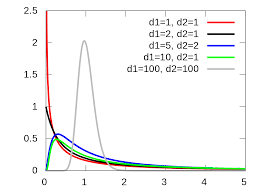 2.5
2
1.5
1
0.5
0
0 1 2 3 4 5
d1=1, d2=1
d1=2, d2=1
d1=5, d2=2
d1=10, d2=1
d1=100, d2=100